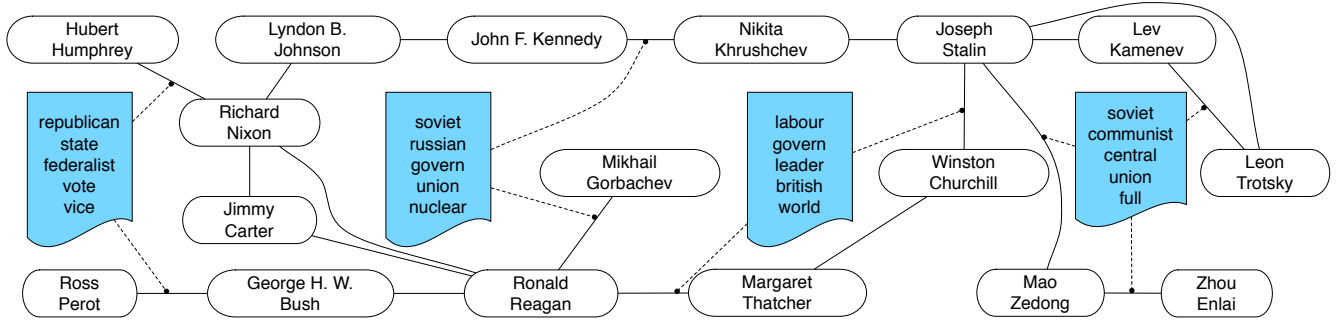 Hubert
Humphrey
Lyndon B.
Johnson
John F. Kennedy
Nikita
Khrushchev
Joseph
Stalin
Lev
Kamenev
republican
state
federalist
vote
vice
Richard
Nixon
soviet
russian
govern
union
nuclear
Mikhail
Gorbachev
labour
govern
leader
british
world
Winston
Churchill
soviet
communist
central
union
full
Leon
Trotsky
Jimmy
Carter
Ross
Perot
George H. W.
Bush
Ronald
Reagan
Margaret
Thatcher
Mao
Zedong
Zhou
Enlai